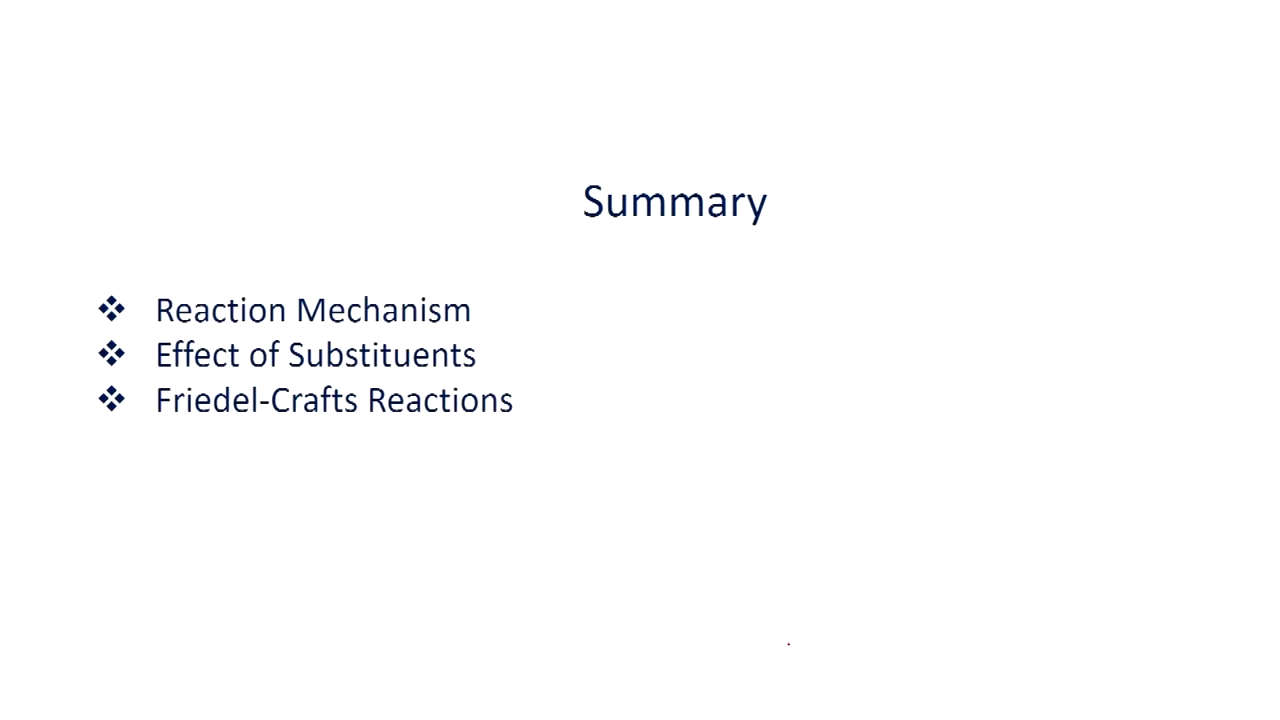 Summary
❖ Reaction Mechanism
❖ Effect of Substituents
❖ Friedel-Crafts Reactions